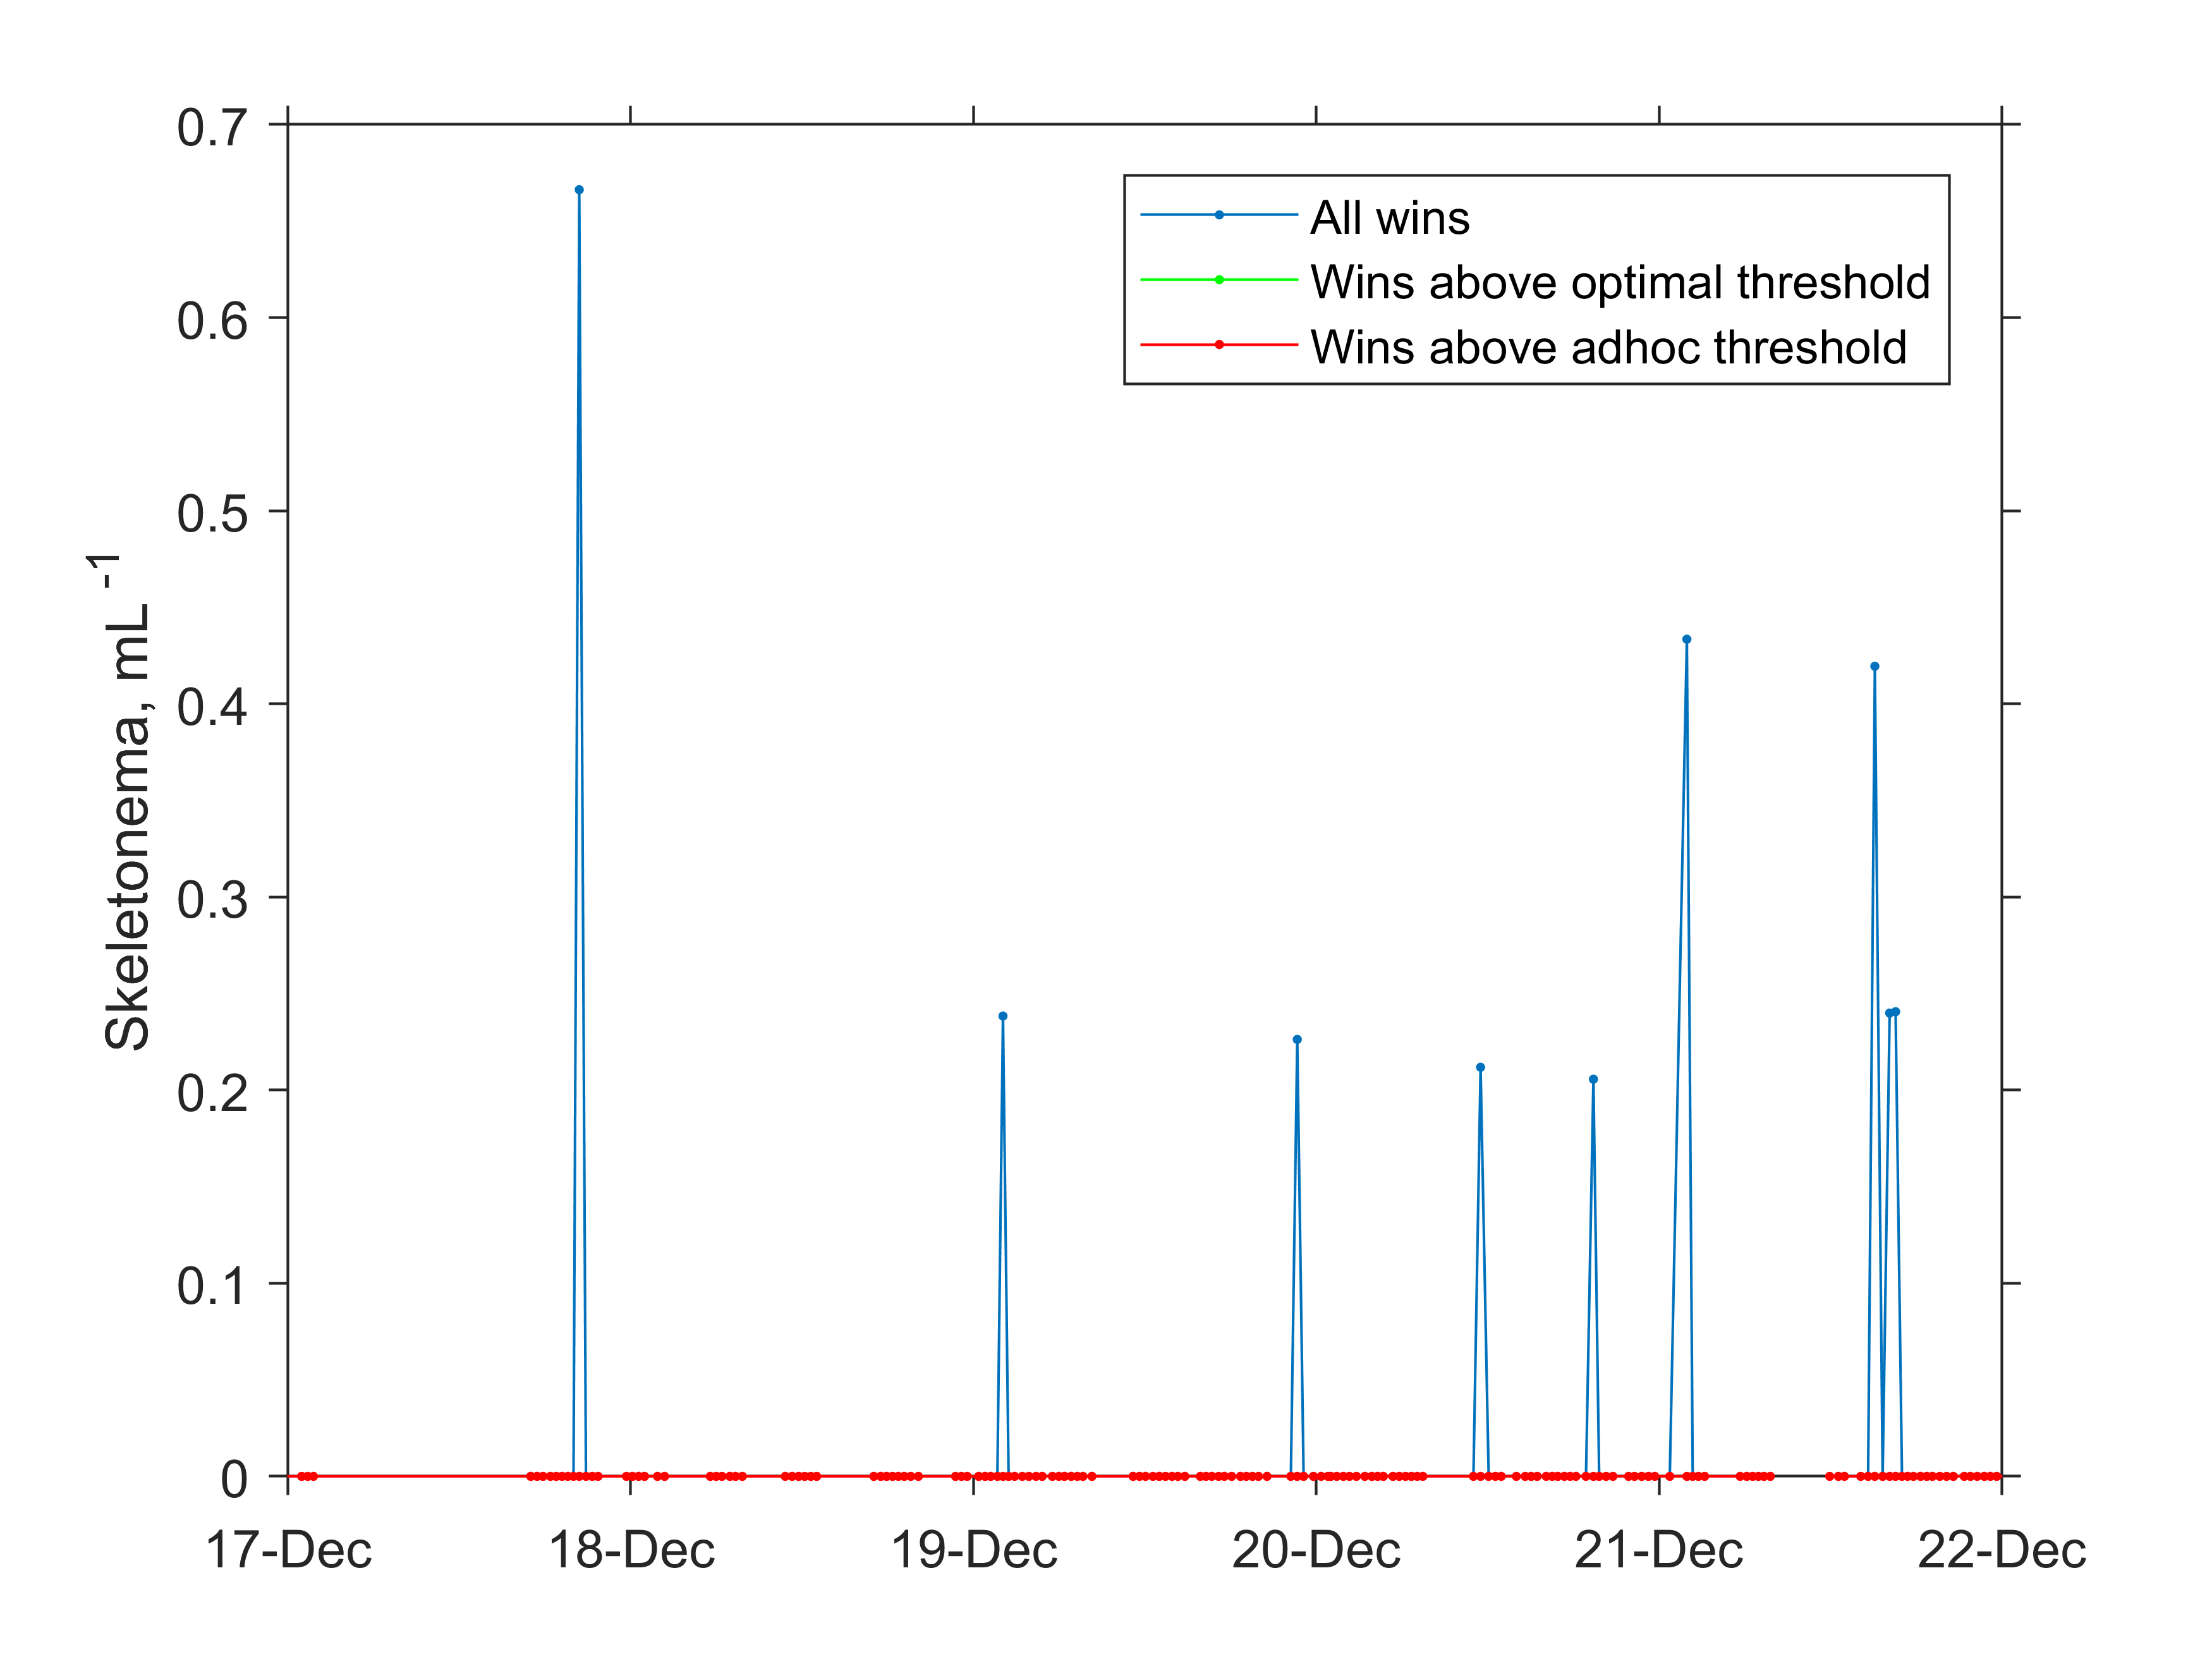 0.7
0.6
0.5
0.4
0.3
0.2
0.1
0
Skeletonema, mL -1
All wins
Wins above optimal threshold
Wins above adhoc threshold
17-Dec
18-Dec
19-Dec
20-Dec
21-Dec
22-Dec